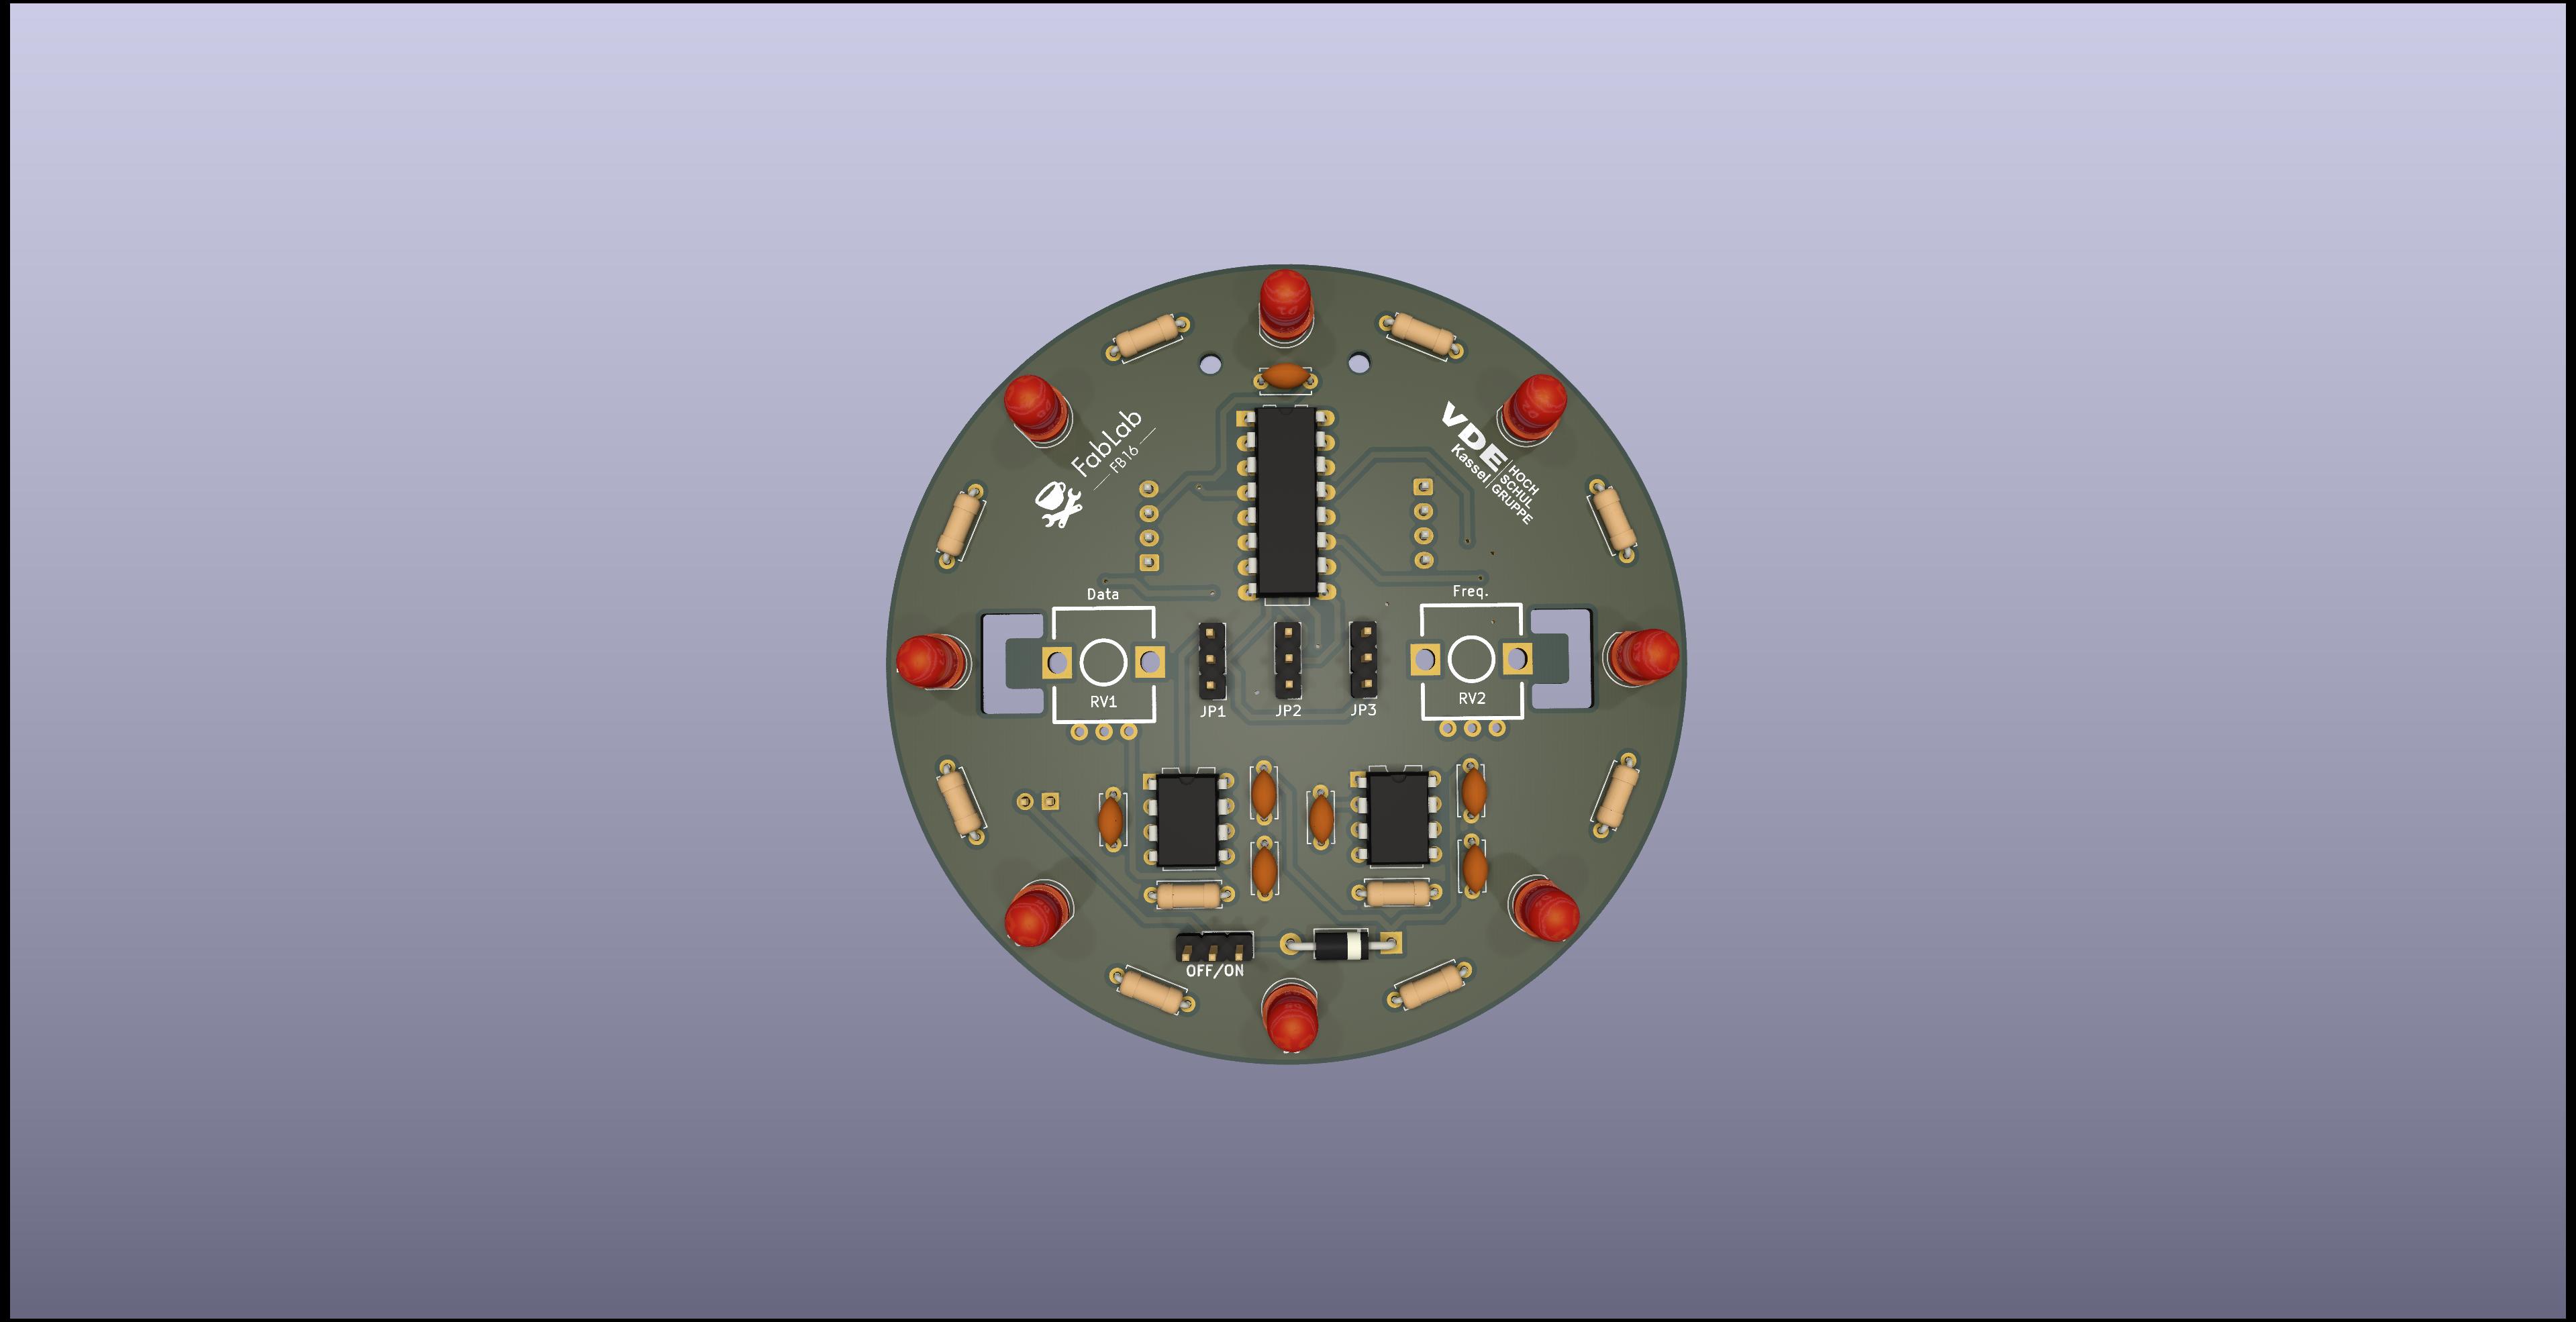 FabLab
FB16
VDE
Kassel
HOCH
SCHUL
GRUPPE
Data
Freq.
RV1
RV2
JP1
JP2
JP3
OFF/ON